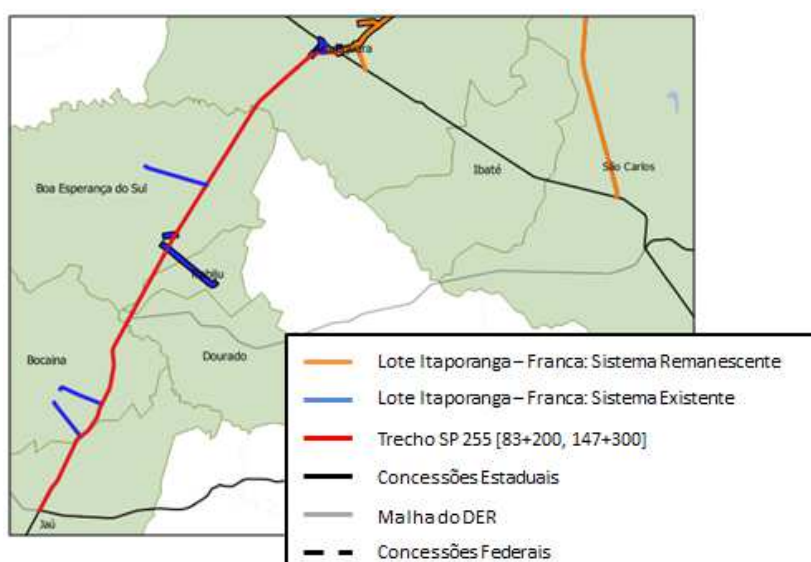 Ibaté
São Carlos
Boa Esperança do Sul
Bocaina
Dourado
Jaú
Lote Itaporanga – Franca: Sistema Remanescente
Lote Itaporanga – Franca: Sistema Existente
Trecho SP 255 [83+200, 147+300]
Concessões Estaduais
Malha do DER
Concessões Federais